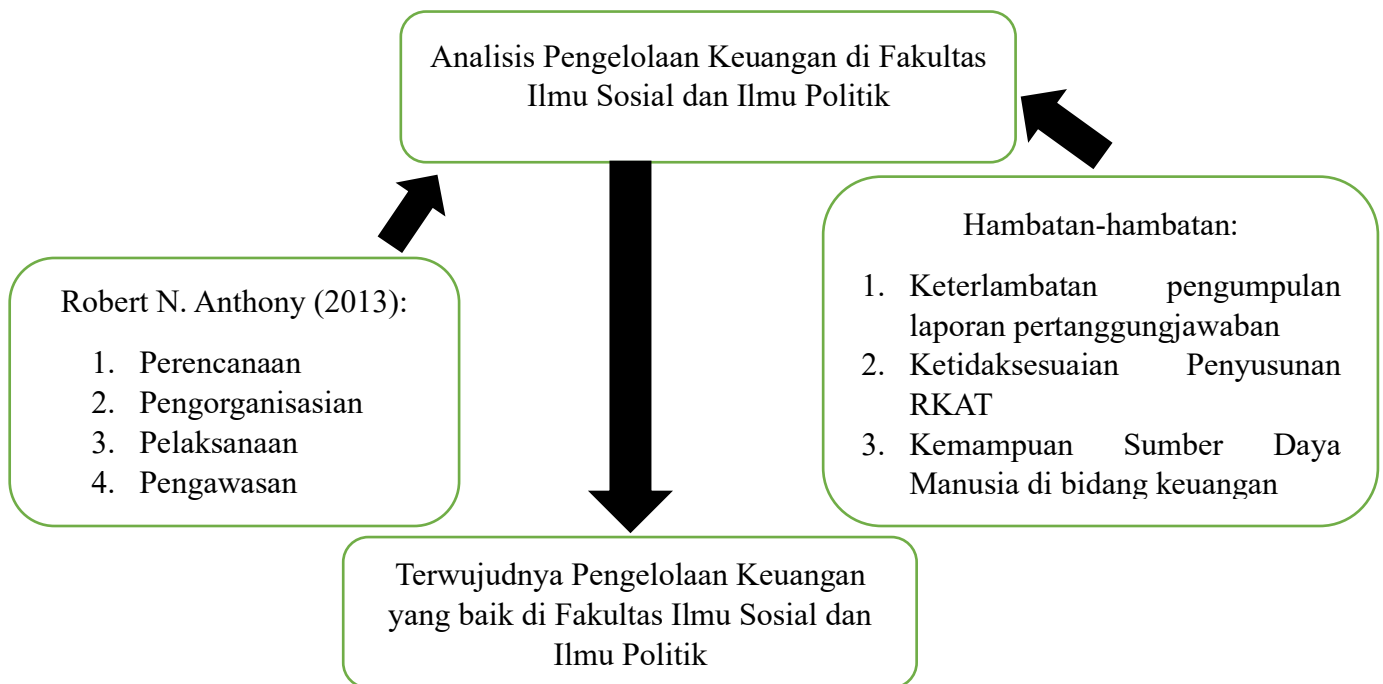 Analisis Pengelolaan Keuangan di Fakultas
Ilmu Sosial dan Ilmu Politik
Robert N. Anthony (2013):
1. Perencanaan
2. Pengorganisasian
3. Pelaksanaan
4. Pengawasan
Hambatan-hambatan:
1. Keterlambatan pengumpulan
laporan pertanggungjawaban
2. Ketidaksesuaian Penyusunan
RKAT
3. Kemampuan Sumber Daya
Manusia di bidang keuangan
Terwujudnya Pengelolaan Keuangan
yang baik di Fakultas Ilmu Sosial dan
Ilmu Politik